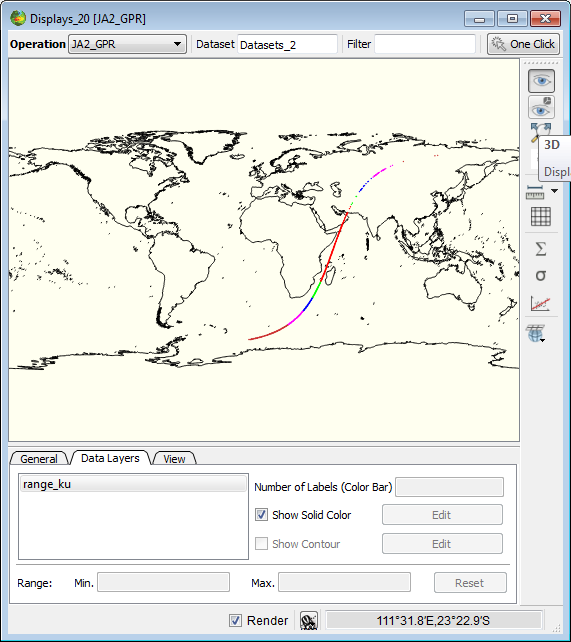 Displays_20 [JA2_GPR]
Operation JA2_GPR Dataset Datasets_2 Filter One Click
3D
Displ
Σ
σ
General Data Layers View
range_ku
Number of Labels (Color Bar)
Show Solid Color Edit
Show Contour Edit
Range: Min. Max. Reset
Render 111°31.8'E,23°22.9'S